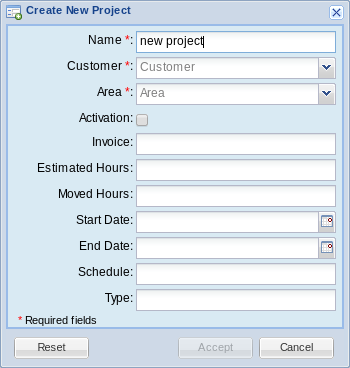 Create New Project
Name *: new project
Customer *: Customer
Area *: Area
Activation:
Invoice:
Estimated Hours:
Moved Hours:
Start Date:
End Date:
Schedule:
Type:
* Required fields
Reset Accept Cancel